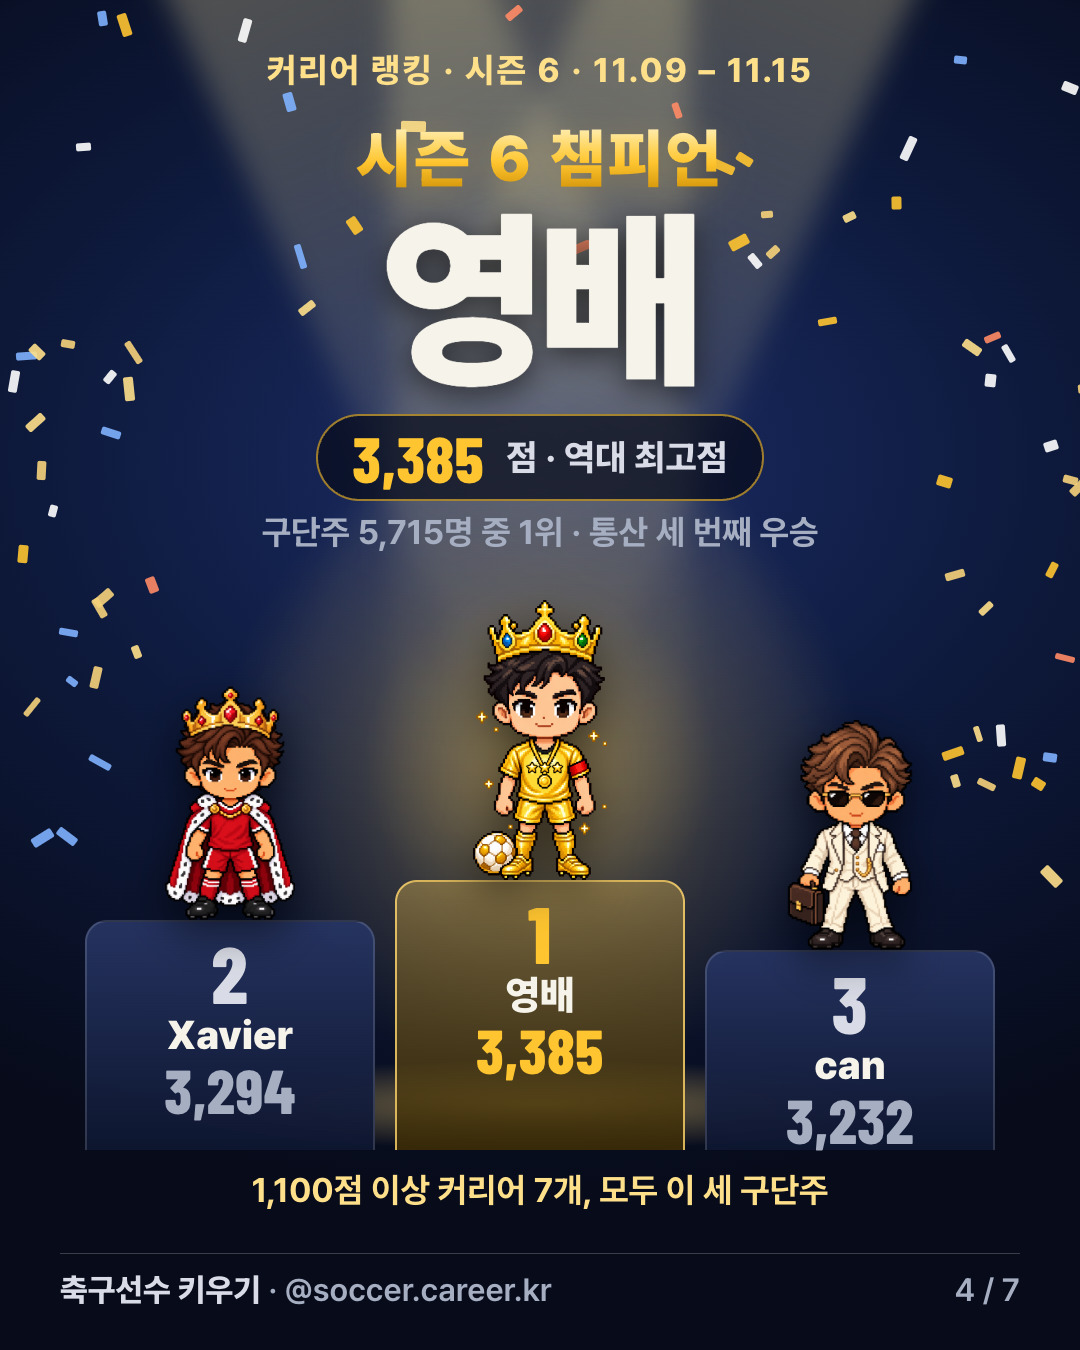 커리어 랭킹 · 시즌 6 · 11.09 – 11.15
시즌 6 챔피언
영배
3,385 점 · 역대 최고점
구단주 5,715명 중 1위 · 통산 세 번째 우승
1
영배
3,385
2
Xavier
3,294
3
can
3,232
1,100점 이상 커리어 7개, 모두 이 세 구단주
축구선수 키우기 · @soccer.career.kr
4 / 7